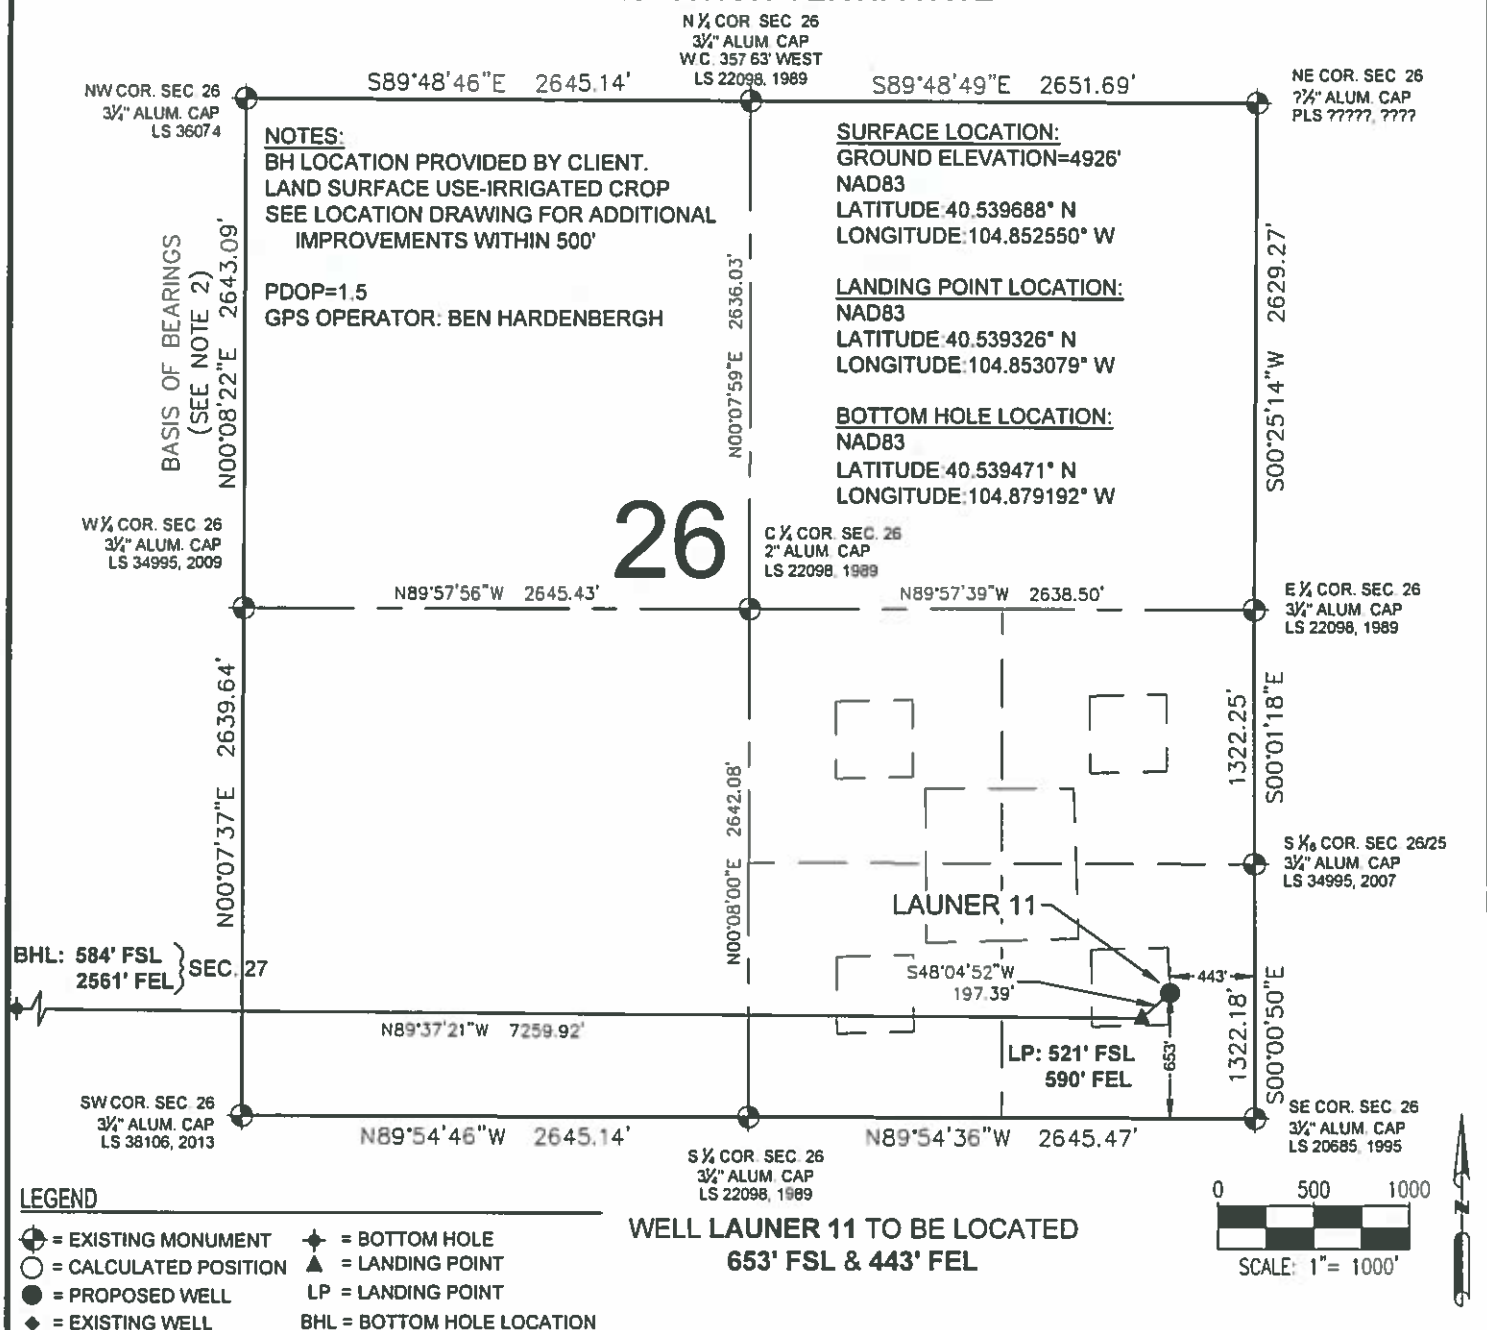 N ¼ COR. SEC. 26
3¼" ALUM. CAP
W.C. 357.63' WEST
LS 22098, 1989
NW COR. SEC. 26
3¼" ALUM. CAP
LS 36074
S89°48'46"E 2645.14'
S89°48'49"E 2651.69'
NE COR. SEC. 26
?½" ALUM. CAP
PLS ?????, ????
NOTES:
BH LOCATION PROVIDED BY CLIENT.
LAND SURFACE USE-IRRIGATED CROP
SEE LOCATION DRAWING FOR ADDITIONAL
IMPROVEMENTS WITHIN 500'
PDOP=1.5
GPS OPERATOR: BEN HARDENBERGH
SURFACE LOCATION:
GROUND ELEVATION=4926'
NAD83
LATITUDE:40.539688° N
LONGITUDE:104.852550° W
LANDING POINT LOCATION:
NAD83
LATITUDE:40.539326° N
LONGITUDE:104.853079° W
BOTTOM HOLE LOCATION:
NAD83
LATITUDE:40.539471° N
LONGITUDE:104.879192° W
BASIS OF BEARINGS
(SEE NOTE 2)
N00°08'22"E 2643.09'
N00°07'59"E 2636.03'
S00°25'14"W 2629.27'
W ¼ COR. SEC. 26
3¼" ALUM. CAP
LS 34995, 2009
26
C ¼ COR. SEC. 26
2" ALUM. CAP
LS 22098, 1989
N89°57'56"W 2645.43'
N89°57'39"W 2638.50'
E ¼ COR. SEC. 26
3¼" ALUM. CAP
LS 22098, 1989
N00°07'37"E 2639.64'
N00°08'00"E 2642.08'
1322.25'
S00°01'18"E
S 1/16 COR. SEC. 26/25
3¼" ALUM. CAP
LS 34995, 2007
LAUNER 11
BHL: 584' FSL
2561' FEL
SEC. 27
S48°04'52"W
197.39'
443'
653'
N89°37'21"W 7259.92'
LP: 521' FSL
590' FEL
1322.18'
S00°00'50"E
SW COR. SEC. 26
3¼" ALUM. CAP
LS 38106, 2013
N89°54'46"W 2645.14'
N89°54'36"W 2645.47'
S ¼ COR. SEC. 26
3¼" ALUM. CAP
LS 22098, 1989
SE COR. SEC. 26
3¼" ALUM. CAP
LS 20685, 1995
LEGEND
= EXISTING MONUMENT
= CALCULATED POSITION
= PROPOSED WELL
= EXISTING WELL
= BOTTOM HOLE
= LANDING POINT
LP = LANDING POINT
BHL = BOTTOM HOLE LOCATION
WELL LAUNER 11 TO BE LOCATED
653' FSL & 443' FEL
0 500 1000
SCALE: 1"= 1000'
N